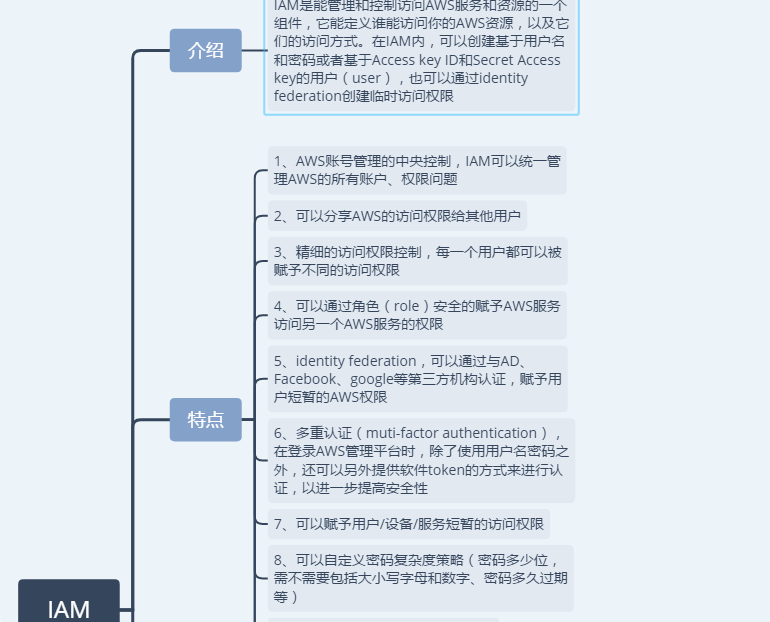 IAM是能管理和控制访问AWS服务和资源的一个
组件，它能定义谁能访问你的AWS资源，以及它
们的访问方式。在IAM内，可以创建基于用户名
和密码或者基于Access key ID和Secret Access
key的用户（user），也可以通过identity
federation创建临时访问权限
介绍
1、AWS账号管理的中央控制，IAM可以统一管
理AWS的所有账户、权限问题
2、可以分享AWS的访问权限给其他用户
3、精细的访问权限控制，每一个用户都可以被
赋予不同的访问权限
4、可以通过角色（role）安全的赋予AWS服务
访问另一个AWS服务的权限
5、identity federation，可以通过与AD、
Facebook、google等第三方机构认证，赋予用
户短暂的AWS权限
特点
6、多重认证（muti-factor authentication），
在登录AWS管理平台时，除了使用用户名密码之
外，还可以另外提供软件token的方式来进行认
证，以进一步提高安全性
7、可以赋予用户/设备/服务短暂的访问权限
8、可以自定义密码复杂度策略（密码多少位，
需不需要包括大小写字母和数字、密码多久过期
等）
IAM